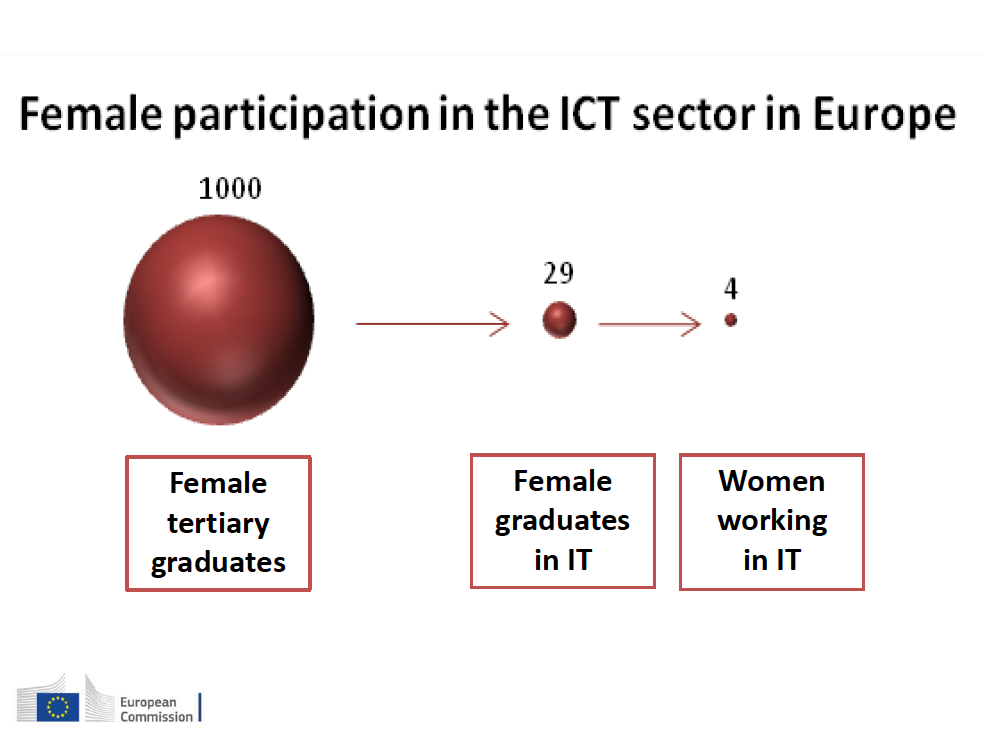 Female participation in the ICT sector in Europe
1000
29
4
Female
tertiary
graduates
Female
graduates
in IT
Women
working
in IT
European
Commission